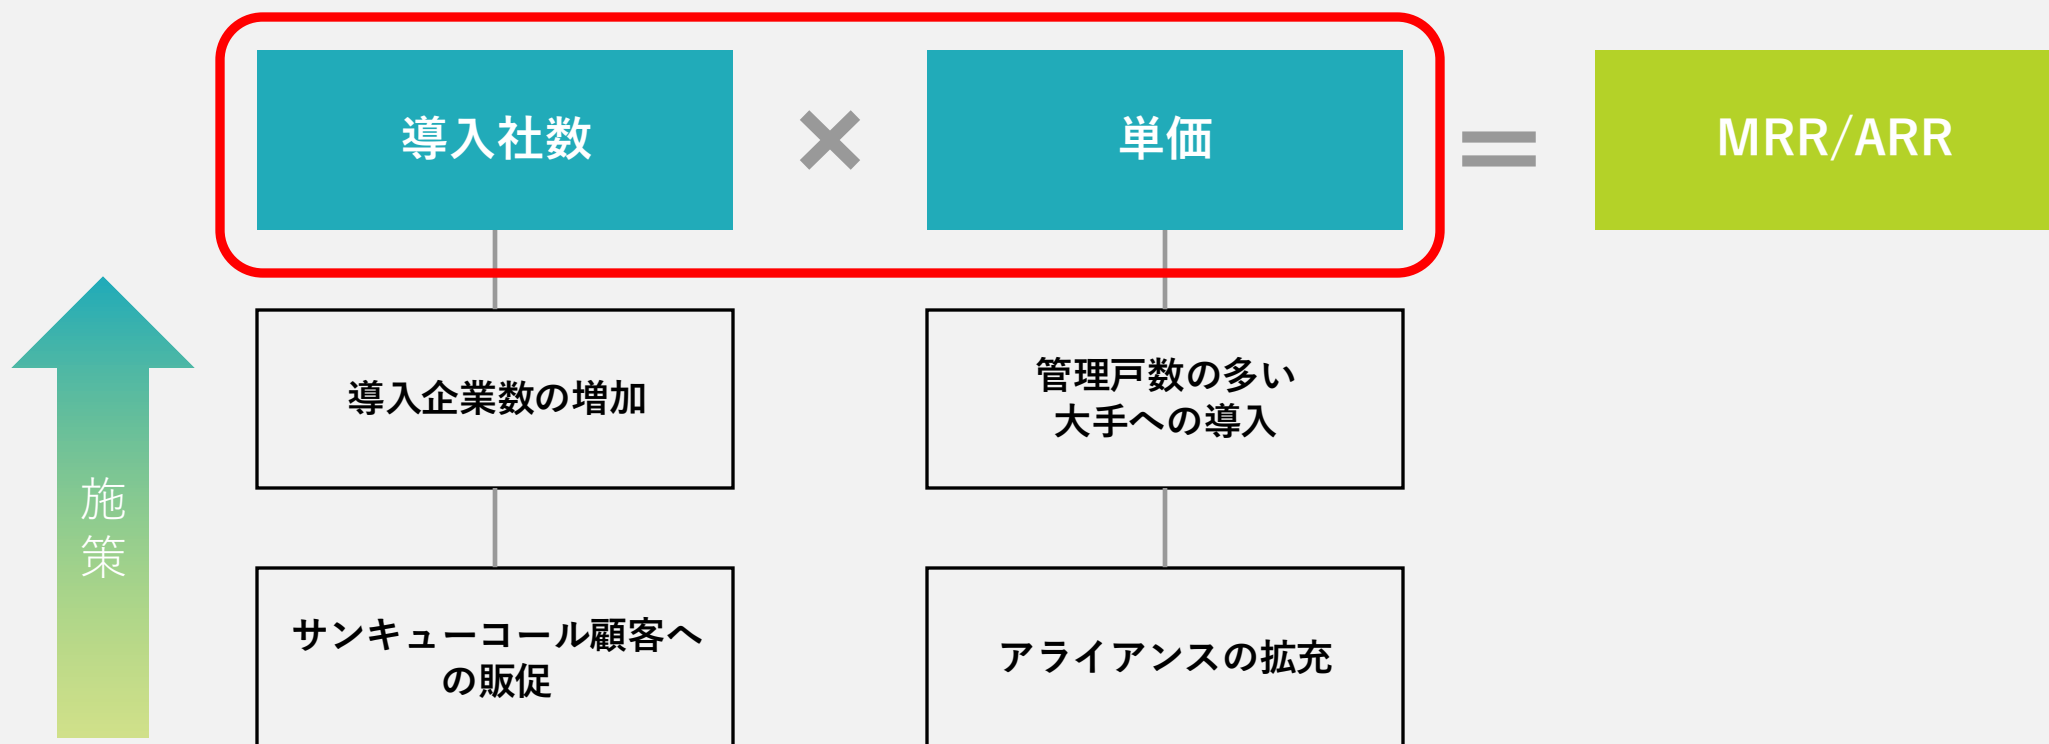 導入社数
×
単価
=
MRR/ARR
導入企業数の増加
管理戸数の多い
大手への導入
施
策
サンキューコール顧客へ
の販促
アライアンスの拡充